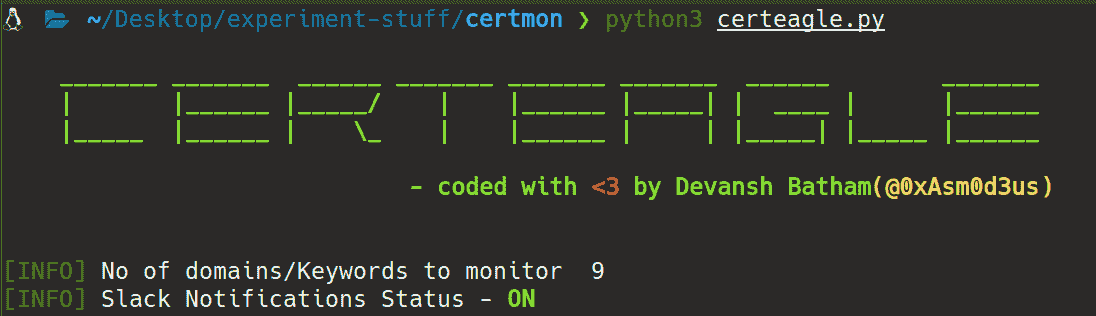 ~/Desktop/experiment-stuff/certmon ❯ python3 certeagle.py
CERTEAGLE
- coded with <3 by Devansh Batham(@0xAsm0d3us)
[INFO] No of domains/Keywords to monitor  9
[INFO] Slack Notifications Status - ON